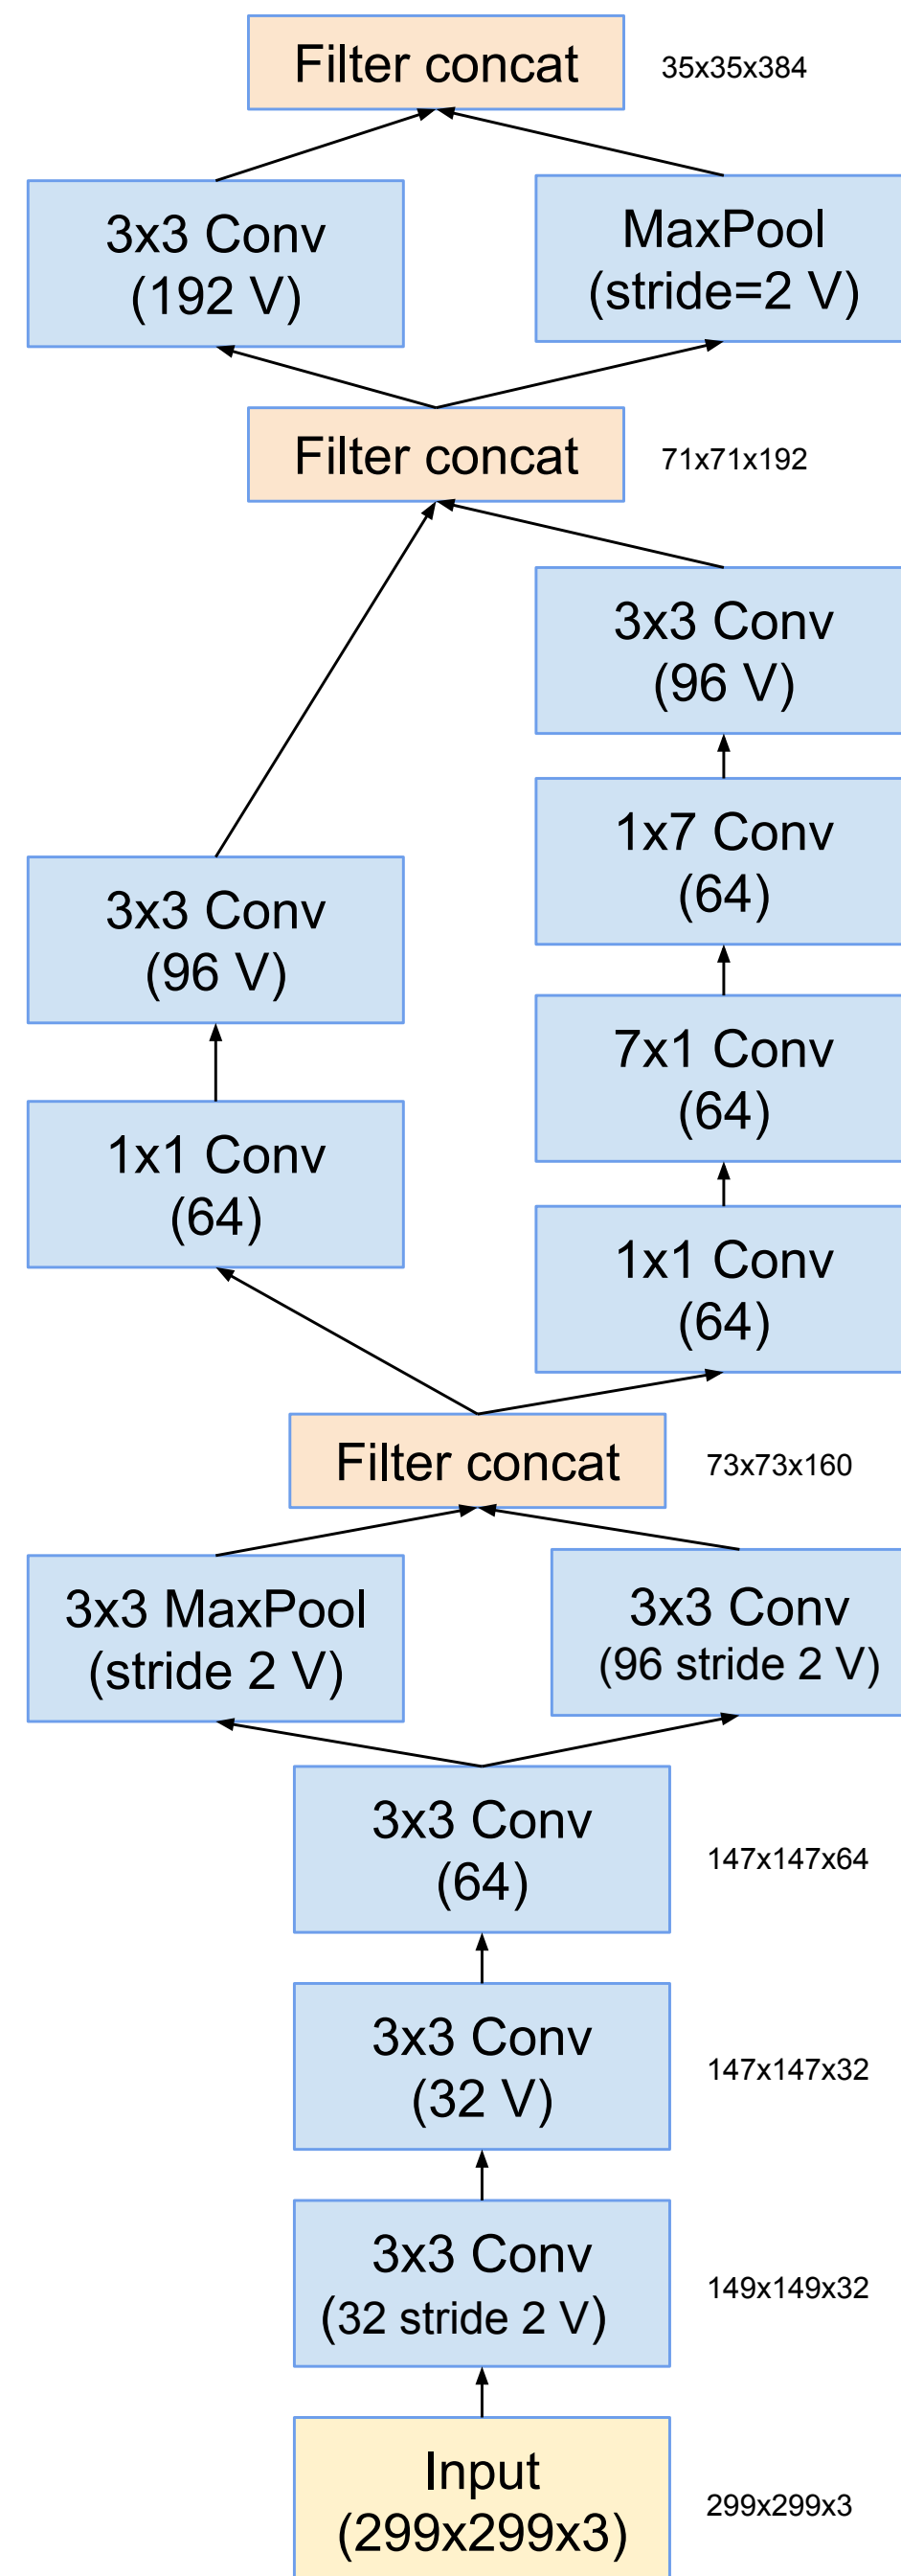 Filter concat
35x35x384
3x3 Conv
(192 V)
MaxPool
(stride=2 V)
Filter concat
71x71x192
3x3 Conv
(96 V)
1x7 Conv
(64)
3x3 Conv
(96 V)
7x1 Conv
(64)
1x1 Conv
(64)
1x1 Conv
(64)
Filter concat
73x73x160
3x3 MaxPool
(stride 2 V)
3x3 Conv
(96 stride 2 V)
3x3 Conv
(64)
147x147x64
3x3 Conv
(32 V)
147x147x32
3x3 Conv
(32 stride 2 V)
149x149x32
Input
(299x299x3)
299x299x3